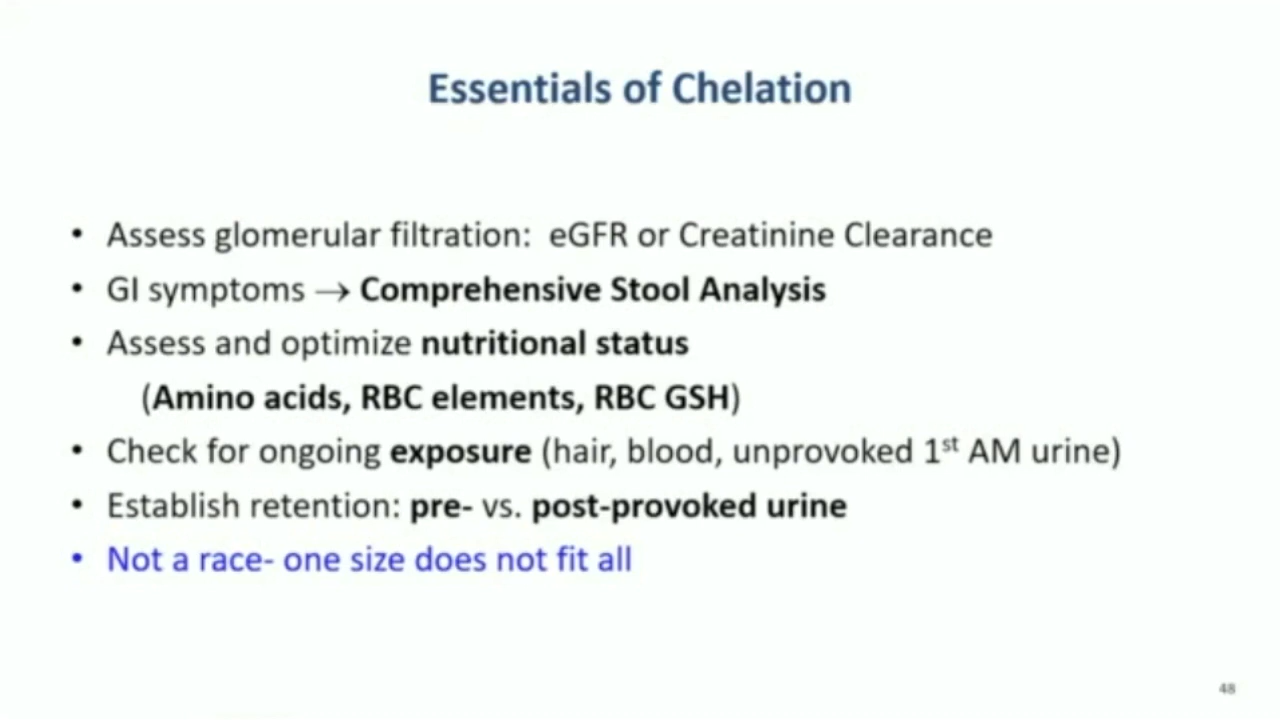 Essentials of Chelation
• Assess glomerular filtration: eGFR or Creatinine Clearance
• GI symptoms → Comprehensive Stool Analysis
• Assess and optimize nutritional status
(Amino acids, RBC elements, RBC GSH)
• Check for ongoing exposure (hair, blood, unprovoked 1st AM urine)
• Establish retention: pre- vs. post-provoked urine
• Not a race- one size does not fit all
48